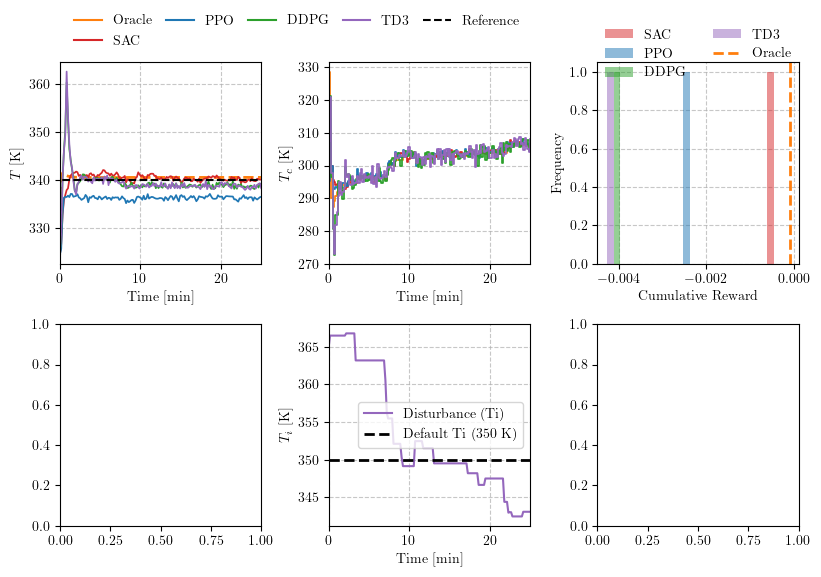 Oracle PPO DDPG TD3 Reference
SAC
SAC TD3
PPO Oracle
DDPG
360
350
340
330
T [K]
0 10 20
Time [min]
330
320
310
300
290
280
270
T_c [K]
0 10 20
Time [min]
1.0
0.8
0.6
0.4
0.2
0.0
Frequency
−0.004 −0.002 0.000
Cumulative Reward
1.0
0.8
0.6
0.4
0.2
0.0
0.00 0.25 0.50 0.75 1.00
365
360
355
350
345
T_i [K]
Disturbance (Ti)
Default Ti (350 K)
0 10 20
Time [min]
1.0
0.8
0.6
0.4
0.2
0.0
0.00 0.25 0.50 0.75 1.00